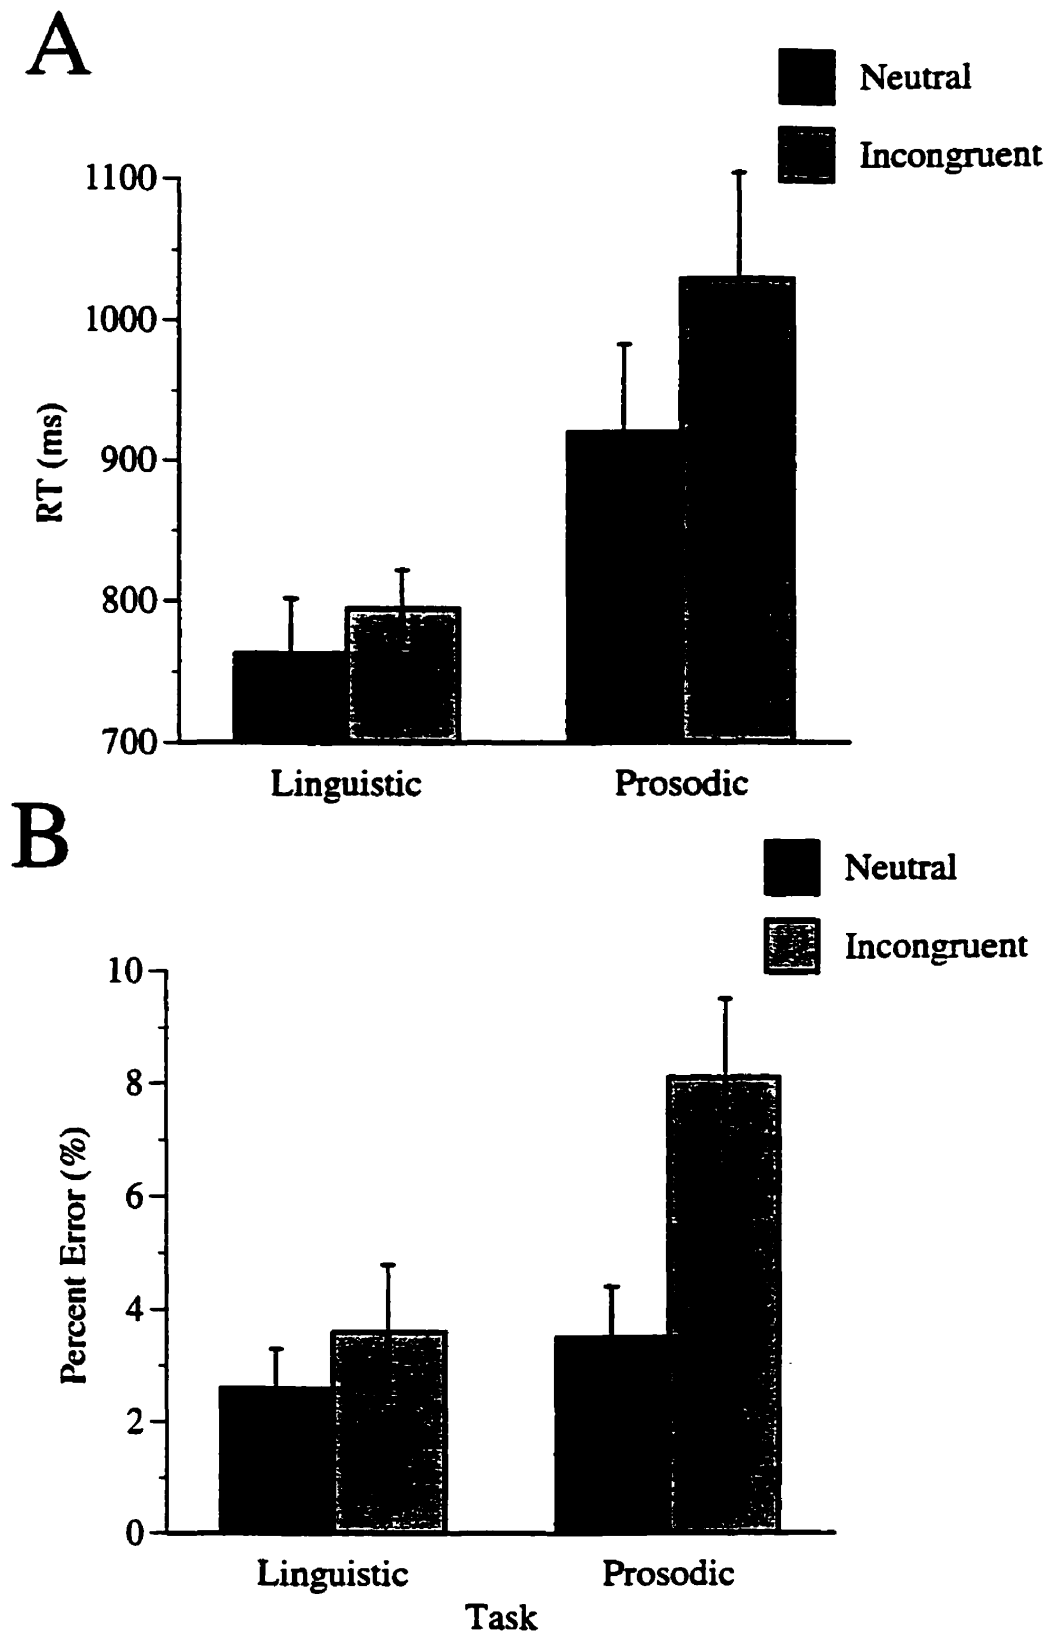 A
Neutral
Incongruent
1100
1000
900
800
700
RT (ms)
Linguistic Prosodic
B
Neutral
Incongruent
10
8
6
4
2
0
Percent Error (%)
Linguistic Prosodic
Task